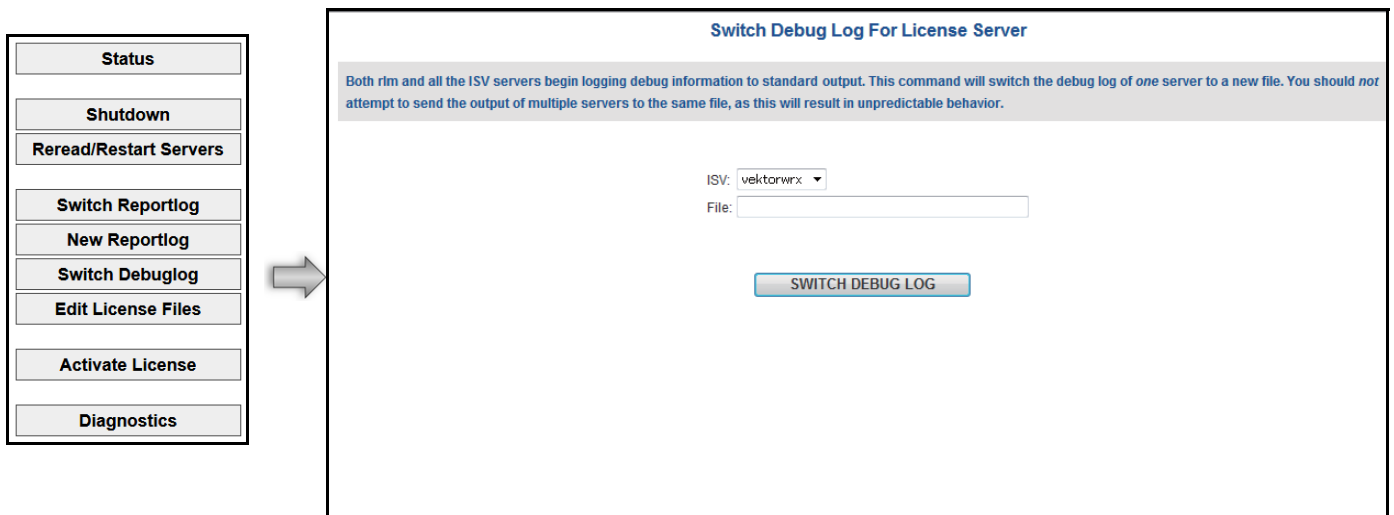 Status
Shutdown
Reread/Restart Servers
Switch Reportlog
New Reportlog
Switch Debuglog
Edit License Files
Activate License
Diagnostics
Switch Debug Log For License Server
Both rlm and all the ISV servers begin logging debug information to standard output. This command will switch the debug log of one server to a new file. You should not
attempt to send the output of multiple servers to the same file, as this will result in unpredictable behavior.
ISV: vektorwrx
File:
SWITCH DEBUG LOG